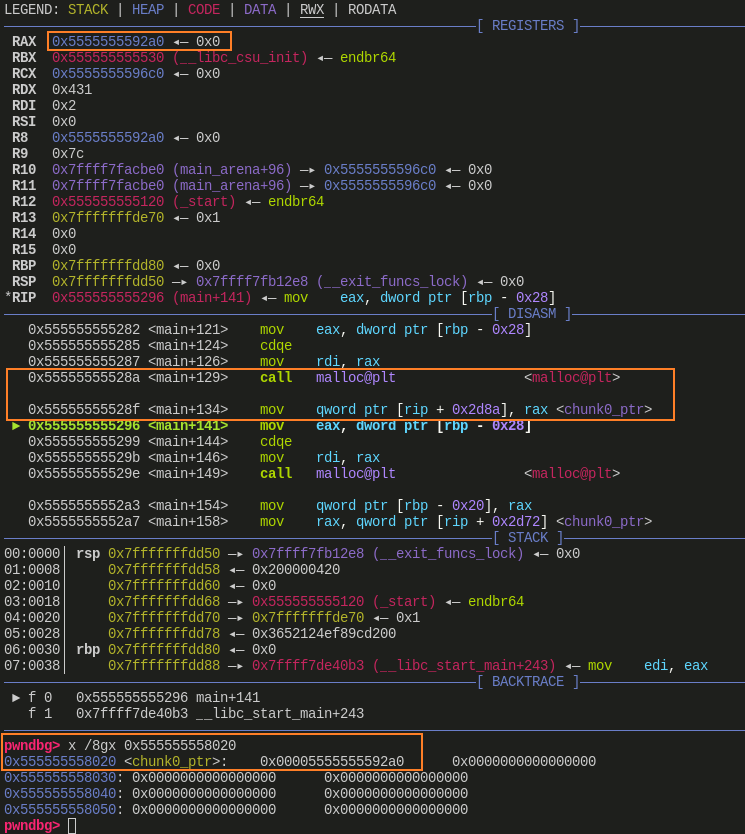 LEGEND: STACK | HEAP | CODE | DATA | RWX | RODATA
[ REGISTERS ]
RAX  0x5555555592a0 ◂— 0x0
RBX  0x555555555530 (__libc_csu_init) ◂— endbr64
RCX  0x5555555596c0 ◂— 0x0
RDX  0x431
RDI  0x2
RSI  0x0
R8   0x5555555592a0 ◂— 0x0
R9   0x7c
R10  0x7ffff7facbe0 (main_arena+96) —▸ 0x5555555596c0 ◂— 0x0
R11  0x7ffff7facbe0 (main_arena+96) —▸ 0x5555555596c0 ◂— 0x0
R12  0x555555555120 (_start) ◂— endbr64
R13  0x7fffffffde70 ◂— 0x1
R14  0x0
R15  0x0
RBP  0x7fffffffdd80 ◂— 0x0
RSP  0x7fffffffdd50 —▸ 0x7ffff7fb12e8 (__exit_funcs_lock) ◂— 0x0
*RIP  0x555555555296 (main+141) ◂— mov    eax, dword ptr [rbp - 0x28]
[ DISASM ]
0x555555555282 <main+121>    mov    eax, dword ptr [rbp - 0x28]
0x555555555285 <main+124>    cdqe
0x555555555287 <main+126>    mov    rdi, rax
0x55555555528a <main+129>    call   malloc@plt                <malloc@plt>
0x55555555528f <main+134>    mov    qword ptr [rip + 0x2d8a], rax <chunk0_ptr>
► 0x555555555296 <main+141>    mov    eax, dword ptr [rbp - 0x28]
0x555555555299 <main+144>    cdqe
0x55555555529b <main+146>    mov    rdi, rax
0x55555555529e <main+149>    call   malloc@plt                <malloc@plt>
0x5555555552a3 <main+154>    mov    qword ptr [rbp - 0x20], rax
0x5555555552a7 <main+158>    mov    rax, qword ptr [rip + 0x2d72] <chunk0_ptr>
[ STACK ]
00:0000│ rsp 0x7fffffffdd50 —▸ 0x7ffff7fb12e8 (__exit_funcs_lock) ◂— 0x0
01:0008│     0x7fffffffdd58 ◂— 0x200000420
02:0010│     0x7fffffffdd60 ◂— 0x0
03:0018│     0x7fffffffdd68 —▸ 0x555555555120 (_start) ◂— endbr64
04:0020│     0x7fffffffdd70 —▸ 0x7fffffffde70 ◂— 0x1
05:0028│     0x7fffffffdd78 ◂— 0x3652124ef89cd200
06:0030│ rbp 0x7fffffffdd80 ◂— 0x0
07:0038│     0x7fffffffdd88 —▸ 0x7ffff7de40b3 (__libc_start_main+243) ◂— mov    edi, eax
[ BACKTRACE ]
► f 0   0x555555555296 main+141
f 1   0x7ffff7de40b3 __libc_start_main+243
pwndbg> x /8gx 0x555555558020
0x555555558020 <chunk0_ptr>:    0x00005555555592a0      0x0000000000000000
0x555555558030: 0x0000000000000000      0x0000000000000000
0x555555558040: 0x0000000000000000      0x0000000000000000
0x555555558050: 0x0000000000000000      0x0000000000000000
pwndbg>